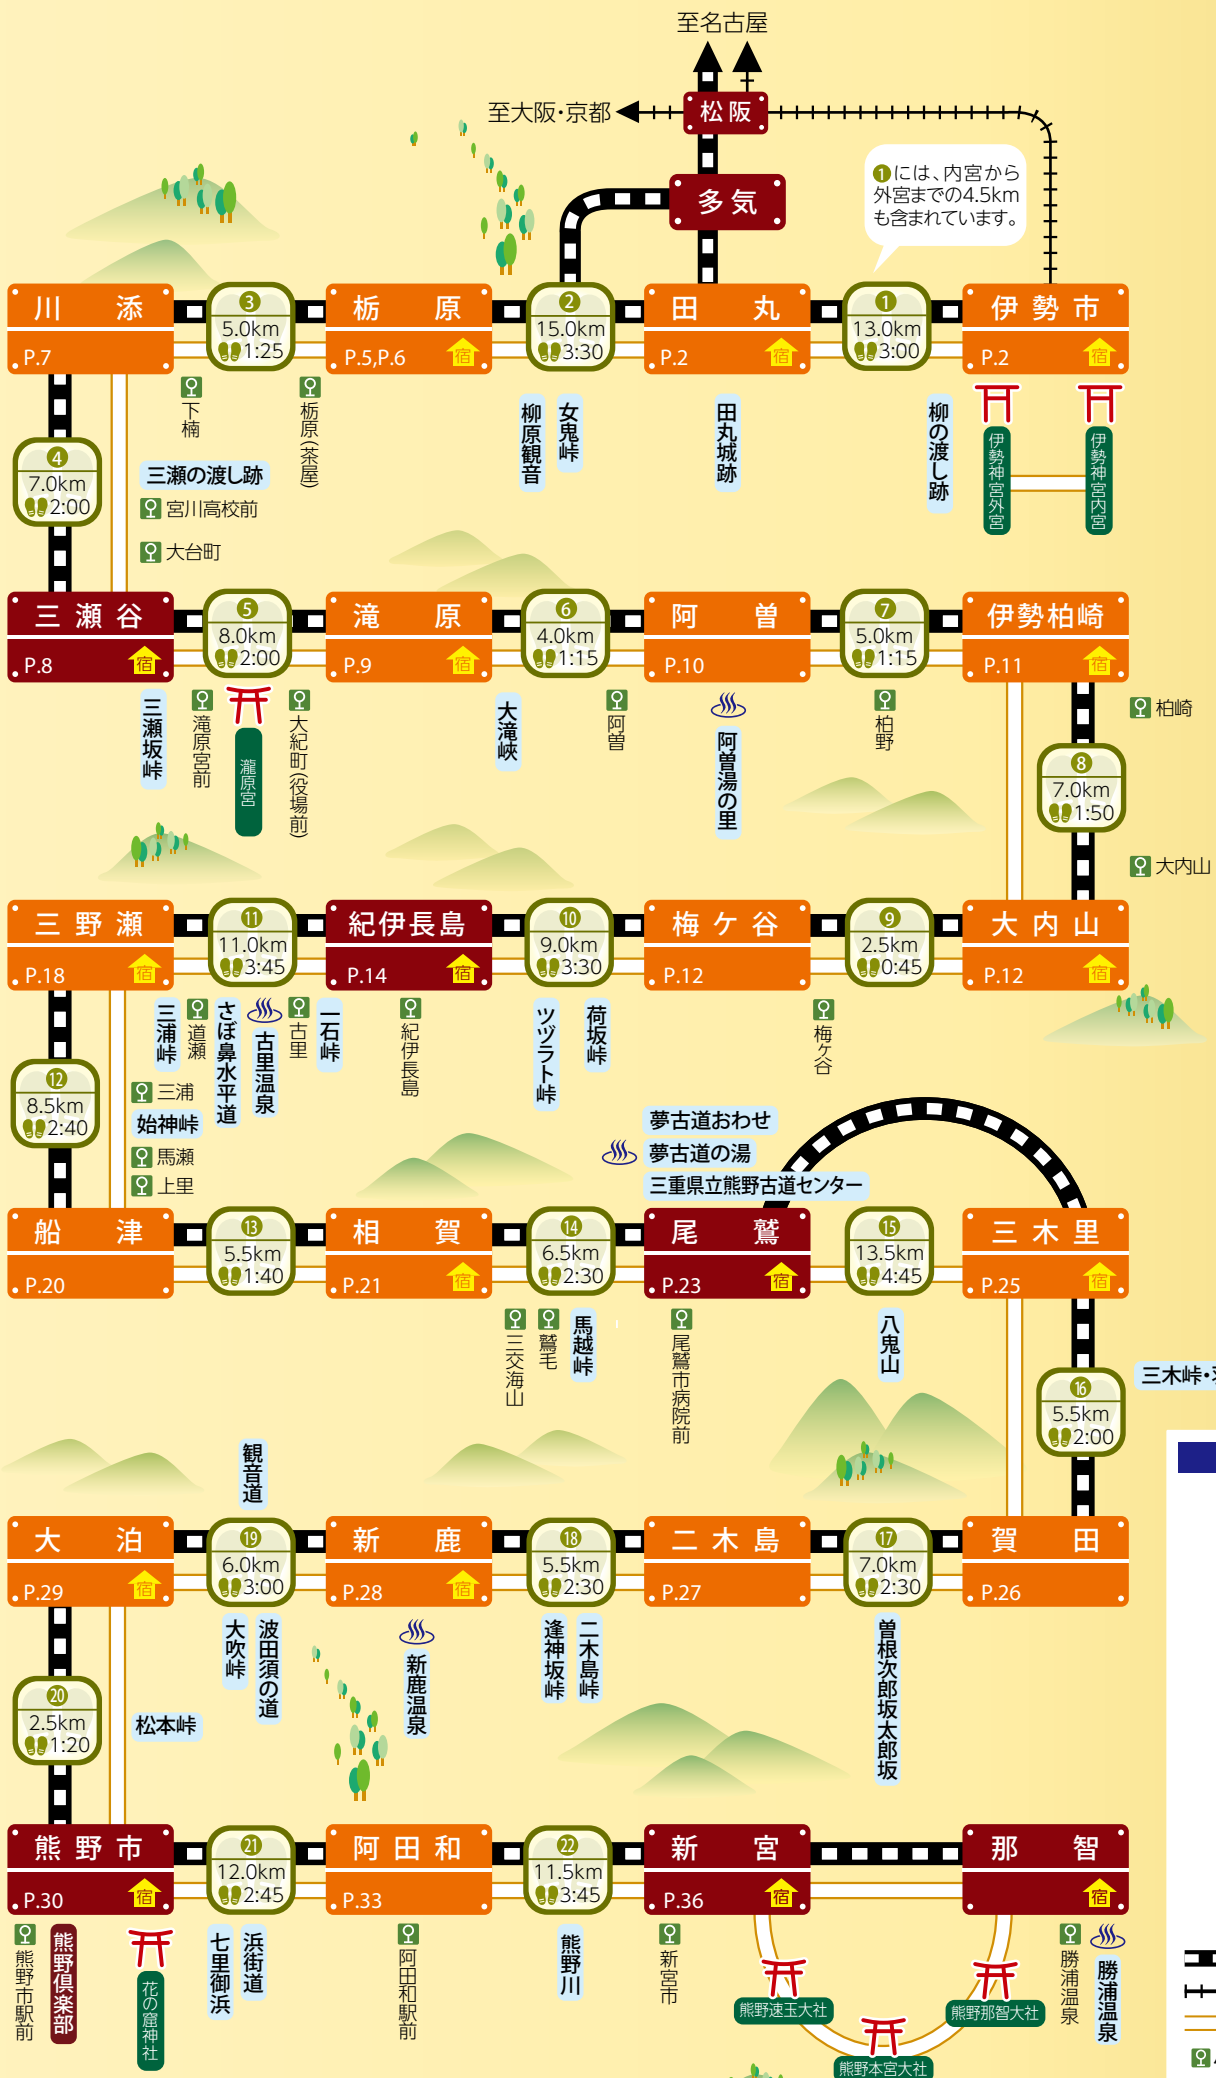 至名古屋
至大阪・京都
松阪
多気
❶には、内宮から
外宮までの4.5km
も含まれています。
川添
P.7
❸
5.0km
1:25
栃原
P.5,P.6
宿
❷
15.0km
3:30
田丸
P.2
宿
❶
13.0km
3:00
伊勢市
P.2
宿
下楠
栃原(茶屋)
柳原観音
女鬼峠
田丸城跡
柳の渡し跡
伊勢神宮外宮
伊勢神宮内宮
❹
7.0km
2:00
三瀬の渡し跡
宮川高校前
大台町
三瀬谷
P.8
宿
❺
8.0km
2:00
滝原
P.9
宿
❻
4.0km
1:15
阿曽
P.10
❼
5.0km
1:15
伊勢柏崎
P.11
宿
三瀬坂峠
滝原宮前
瀧原宮
大紀町(役場前)
大滝峡
阿曽
阿曽湯の里
柏野
柏崎
❽
7.0km
1:50
大内山
三野瀬
P.18
宿
⓫
11.0km
3:45
紀伊長島
P.14
宿
❿
9.0km
3:30
梅ケ谷
P.12
❾
2.5km
0:45
大内山
P.12
宿
三浦峠
道瀬
さぼ鼻水平道
古里温泉
古里
一石峠
紀伊長島
ツヅラト峠
荷坂峠
梅ケ谷
⓬
8.5km
2:40
三浦
始神峠
馬瀬
上里
夢古道おわせ
夢古道の湯
三重県立熊野古道センター
船津
P.20
⓭
5.5km
1:40
相賀
P.21
宿
⓮
6.5km
2:30
尾鷲
P.23
宿
⓯
13.5km
4:45
三木里
P.25
宿
三交海山
鷲毛
馬越峠
尾鷲市病院前
八鬼山
⓰
5.5km
2:00
三木峠・
観音道
大泊
P.29
宿
⓳
6.0km
3:00
新鹿
P.28
宿
⓲
5.5km
2:30
二木島
P.27
⓱
7.0km
2:30
賀田
P.26
大吹峠
波田須の道
新鹿温泉
逢神坂峠
二木島峠
曽根次郎坂太郎坂
⓴
2.5km
1:20
松本峠
熊野市
P.30
宿
㉑
12.0km
2:45
阿田和
P.33
㉒
11.5km
3:45
新宮
P.36
宿
那智
宿
熊野市駅前
熊野倶楽部
花の窟神社
七里御浜
浜街道
阿田和駅前
熊野川
新宮市
熊野速玉大社
熊野本宮大社
熊野那智大社
勝浦温泉
勝浦温泉